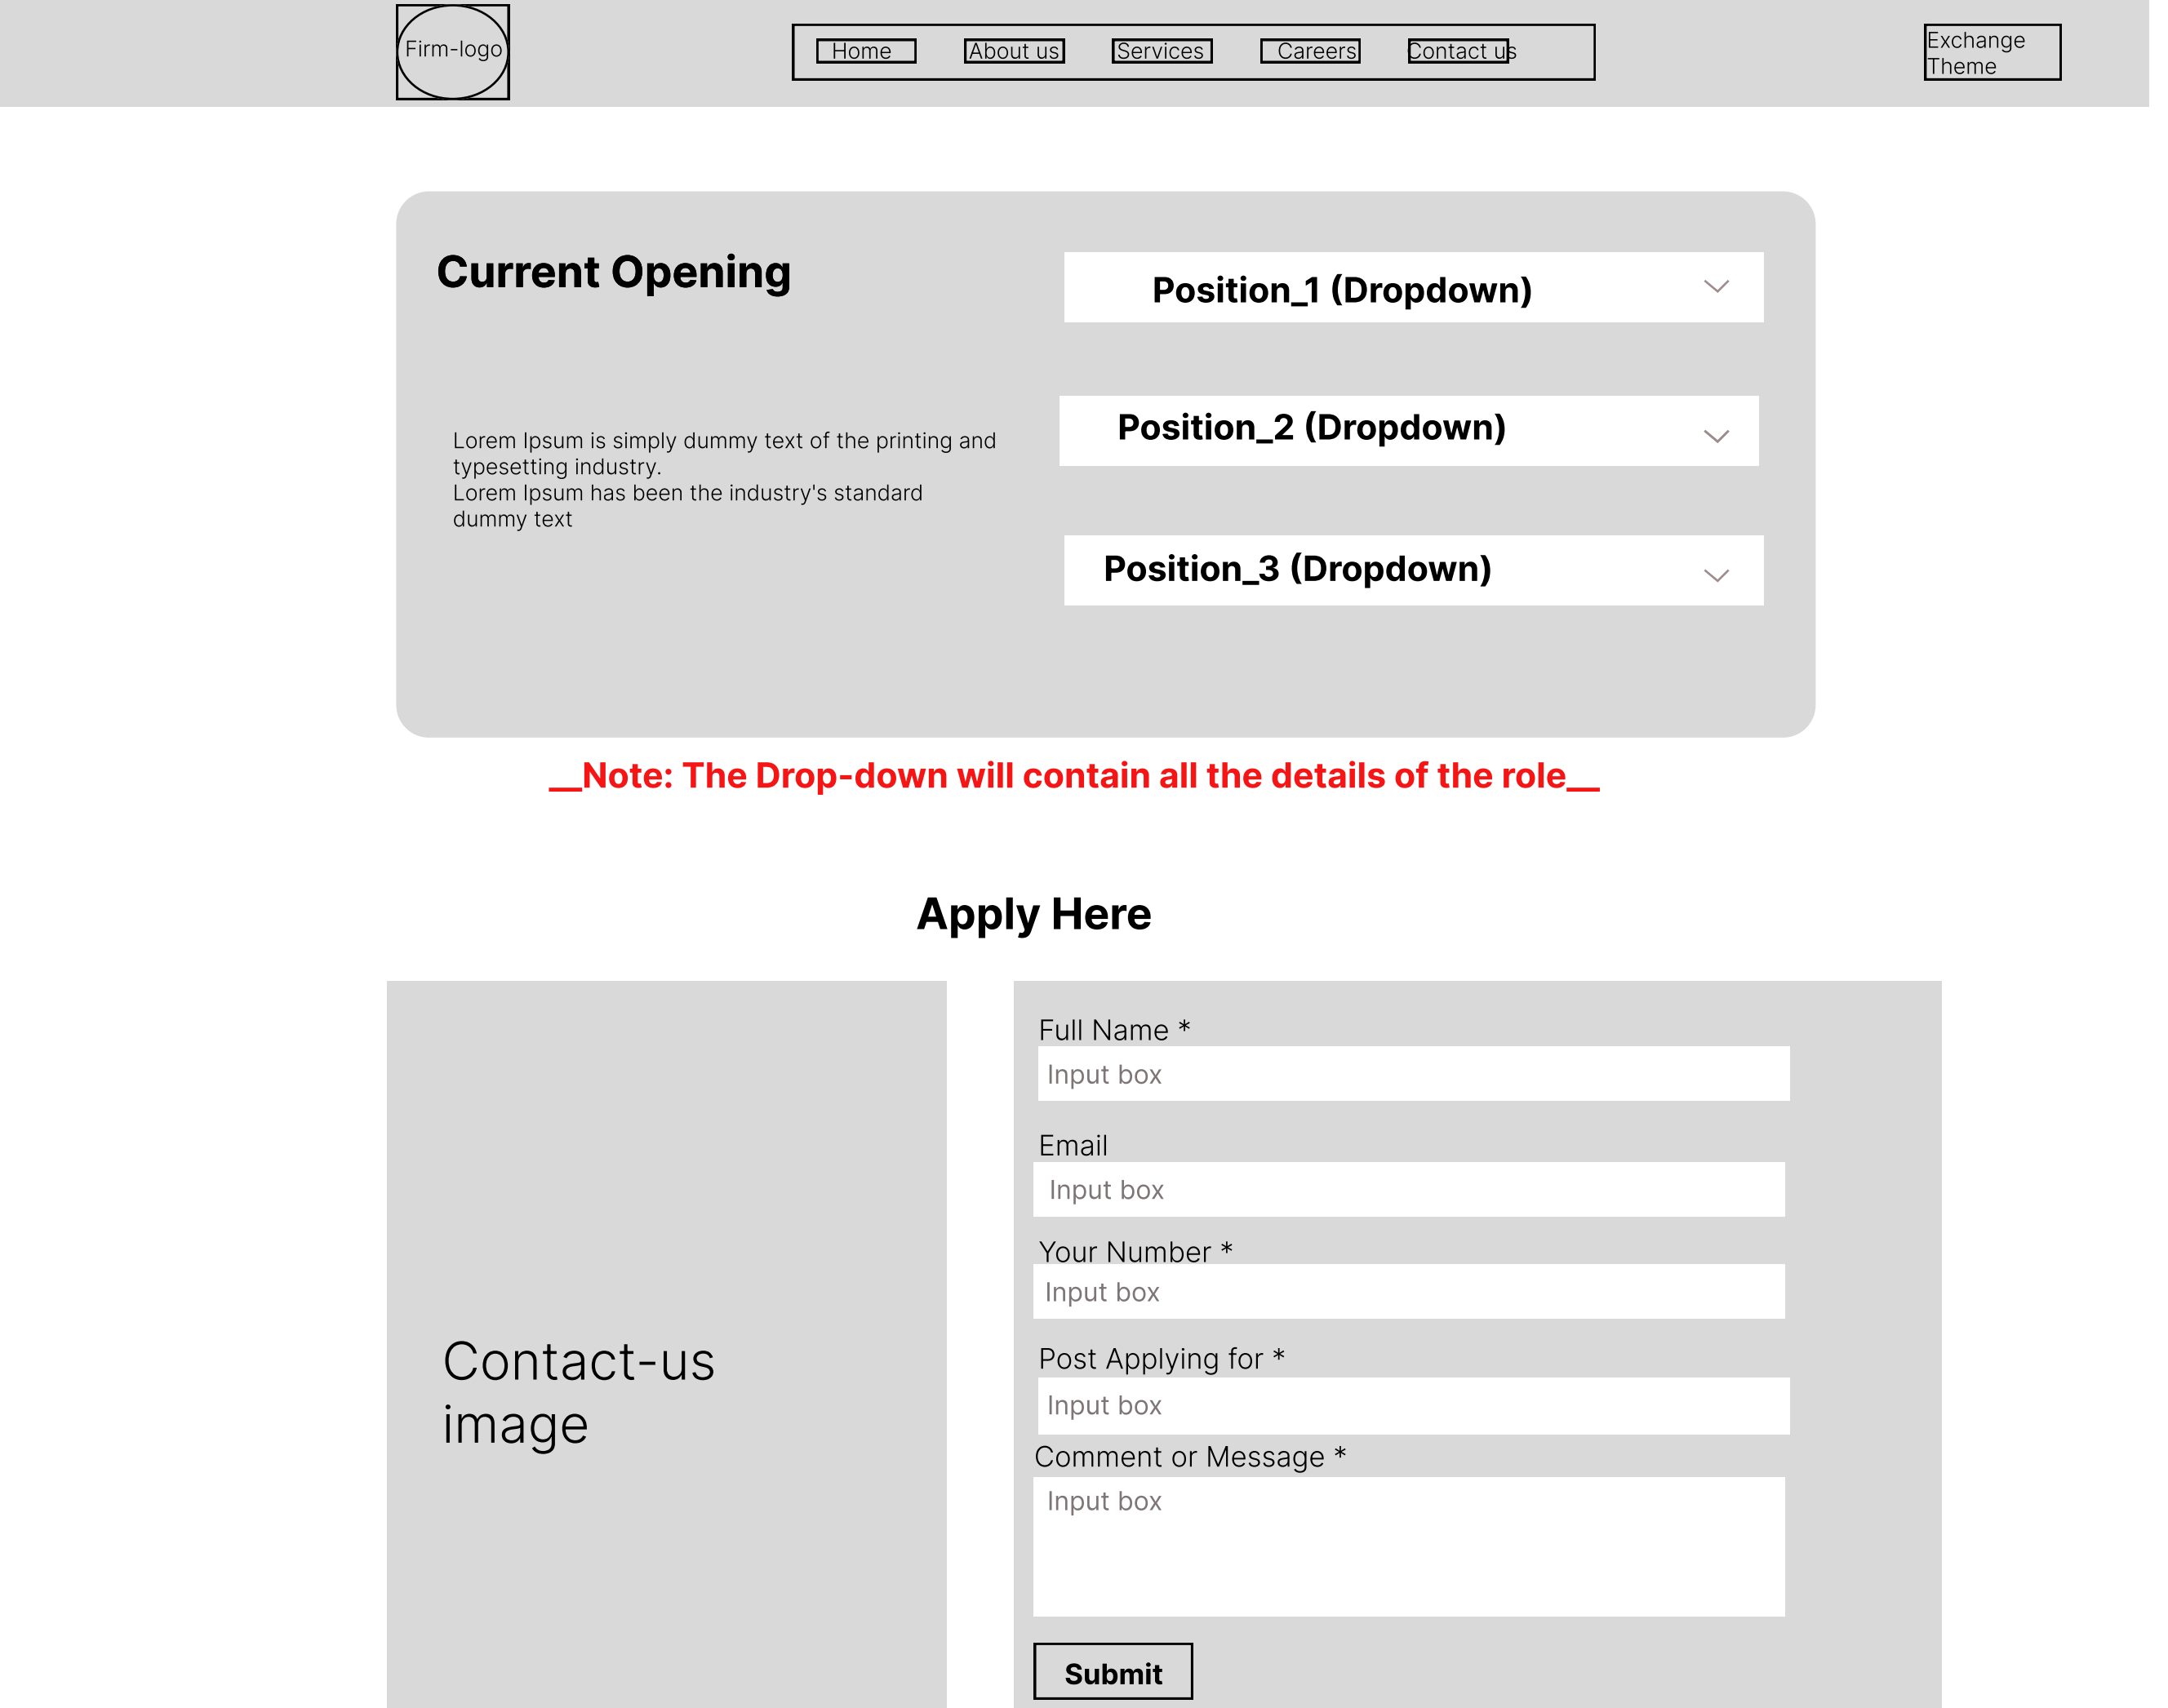 Firm-logo
Home
About us
Services
Careers
Contact us
Exchange
Theme
Current Opening
Position_1 (Dropdown)
Position_2 (Dropdown)
Lorem Ipsum is simply dummy text of the printing and
typesetting industry.
Lorem Ipsum has been the industry's standard
dummy text
Position_3 (Dropdown)
__Note: The Drop-down will contain all the details of the role__
Apply Here
Contact-us
image
Full Name *
Input box
Email
Input box
Your Number *
Input box
Post Applying for *
Input box
Comment or Message *
Input box
Submit